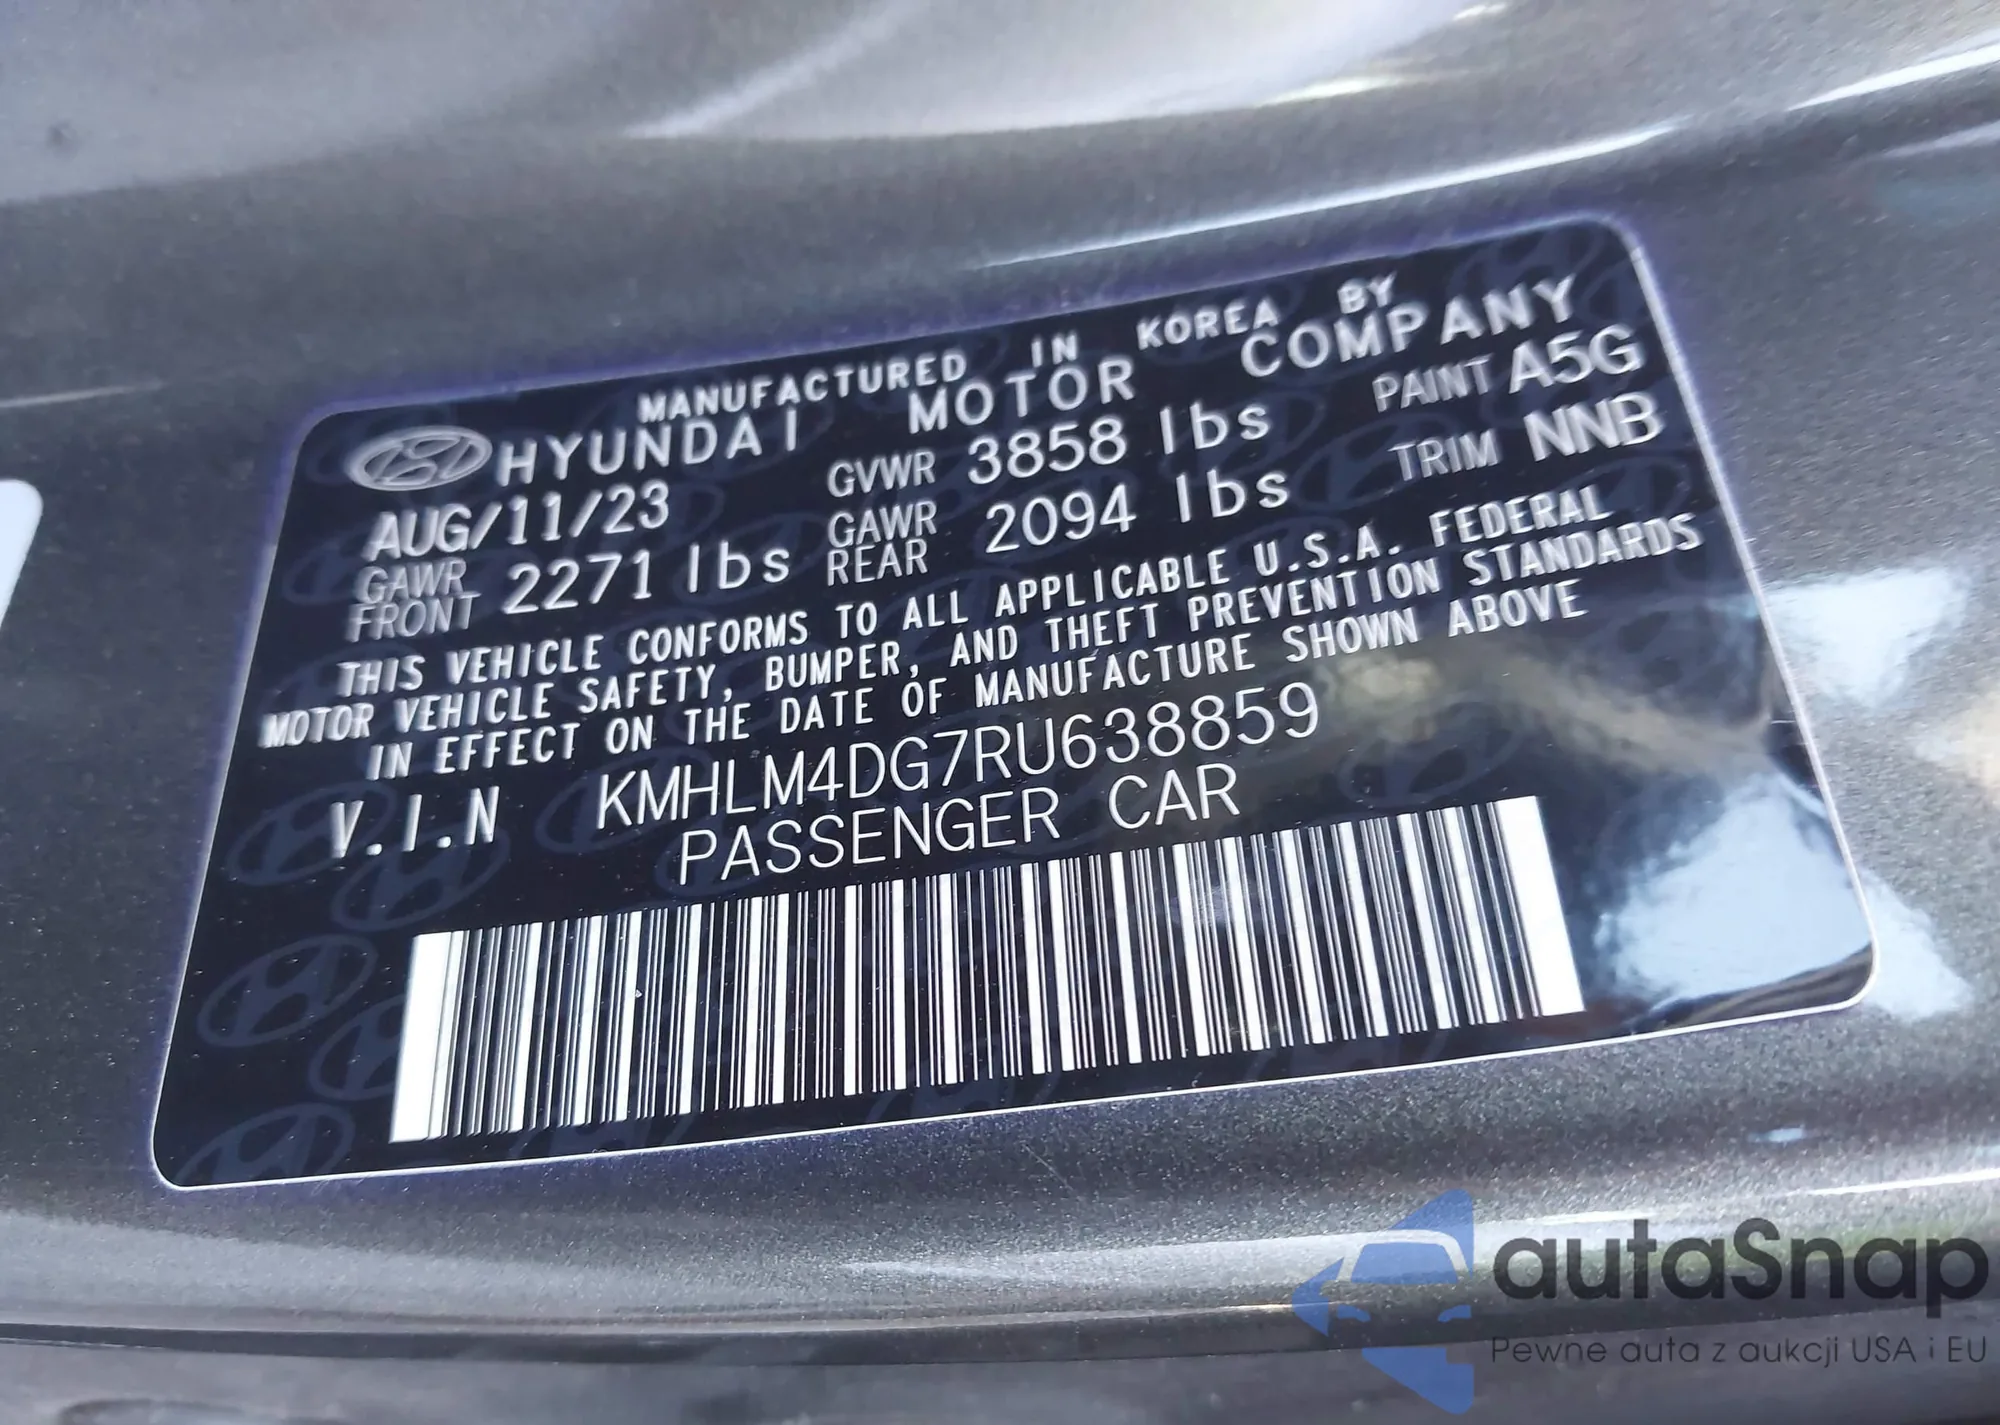 MANUFACTURED IN KOREA BY
HYUNDAI MOTOR COMPANY
AUG/11/23 GVWR 3858 lbs PAINT A5G
GAWR FRONT 2271 lbs GAWR REAR 2094 lbs TRIM NNB
THIS VEHICLE CONFORMS TO ALL APPLICABLE U.S.A. FEDERAL
MOTOR VEHICLE SAFETY, BUMPER, AND THEFT PREVENTION STANDARDS
IN EFFECT ON THE DATE OF MANUFACTURE SHOWN ABOVE
V.I.N KMHLM4DG7RU638859
PASSENGER CAR
autaSnap
Pewne auta z aukcji USA i EU